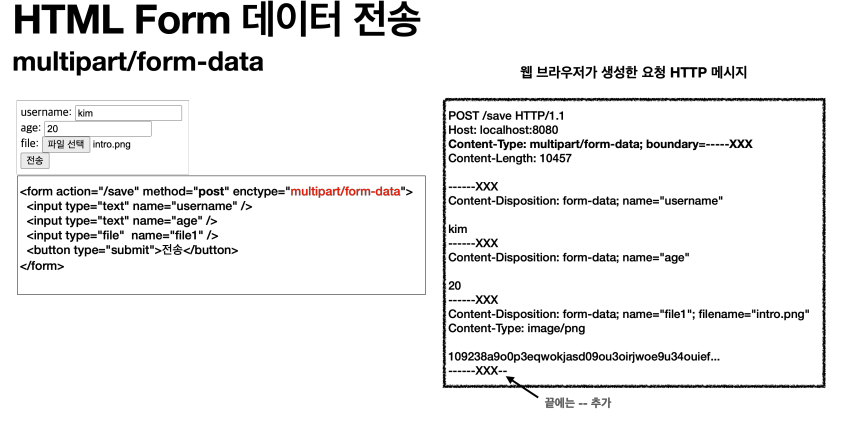 HTML Form 데이터 전송
multipart/form-data
username: kim
age: 20
file: 파일 선택 intro.png
전송
<form action="/save" method="post" enctype="multipart/form-data">
<input type="text" name="username" />
<input type="text" name="age" />
<input type="file" name="file1" />
<button type="submit">전송</button>
</form>
웹 브라우저가 생성한 요청 HTTP 메시지
POST /save HTTP/1.1
Host: localhost:8080
Content-Type: multipart/form-data; boundary=-----XXX
Content-Length: 10457
------XXX
Content-Disposition: form-data; name="username"
kim
------XXX
Content-Disposition: form-data; name="age"
20
------XXX
Content-Disposition: form-data; name="file1"; filename="intro.png"
Content-Type: image/png
109238a9o0p3eqwokjasd09ou3oirjwoe9u34ouief...
------XXX--
끝에는 -- 추가